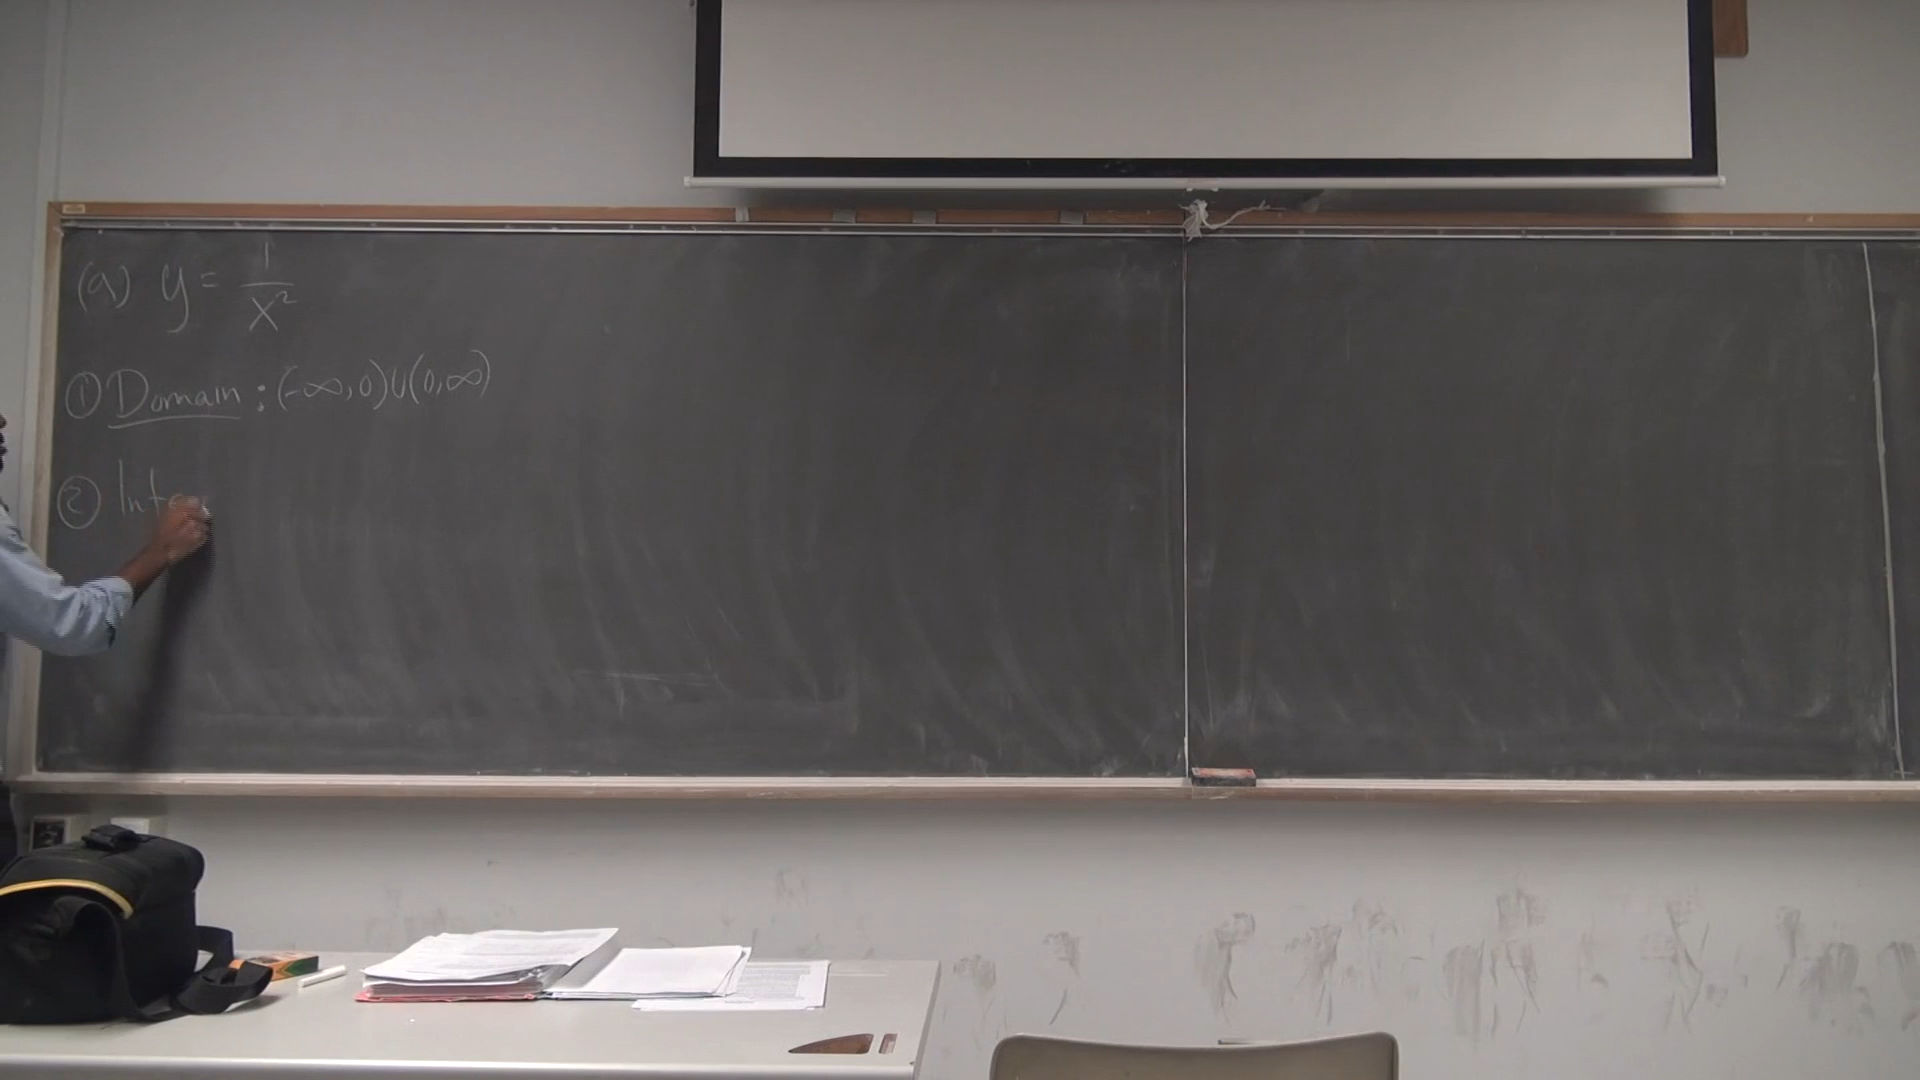 (a) y = 1/x²
① Domain : (-∞,0)∪(0,∞)
② Inte